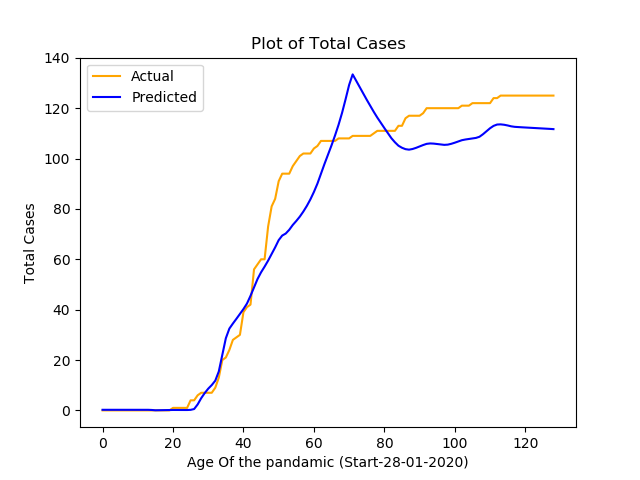 Plot of Total Cases
Actual
Predicted
140
120
100
80
60
40
20
0
Total Cases
0 20 40 60 80 100 120
Age Of the pandamic (Start-28-01-2020)